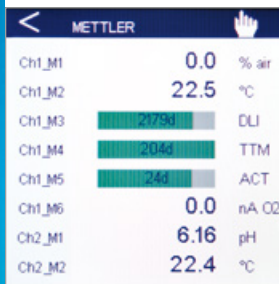 < METTLER
Ch1_M1 0.0 % air
Ch1_M2 22.5 °C
Ch1_M3 2179d DLI
Ch1_M4 204d TTM
Ch1_M5 24d ACT
Ch1_M6 0.0 nA O2
Ch2_M1 6.16 pH
Ch2_M2 22.4 °C